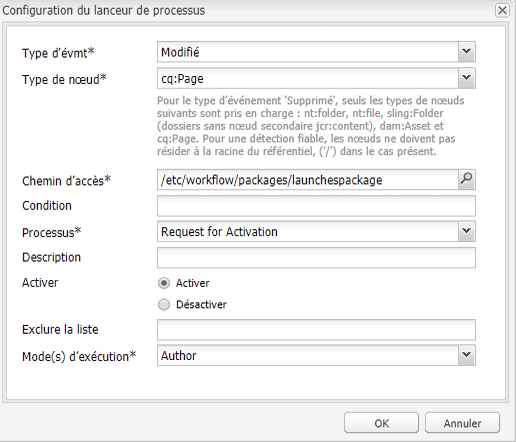 Configuration du lanceur de processus
Type d'évmt*
Modifié
Type de nœud*
cq:Page
Pour le type d'événement 'Supprimé', seuls les types de nœuds
suivants sont pris en charge : nt:folder, nt:file, sling:Folder
(dossiers sans nœud secondaire jcr:content), dam:Asset et
cq:Page. Pour une détection fiable, les nœuds ne doivent pas
résider à la racine du référentiel, ('/') dans le cas présent.
Chemin d'accès*
/etc/workflow/packages/launchespackage
Condition
Processus*
Request for Activation
Description
Activer
Activer
Désactiver
Exclure la liste
Mode(s) d'exécution*
Author
OK
Annuler